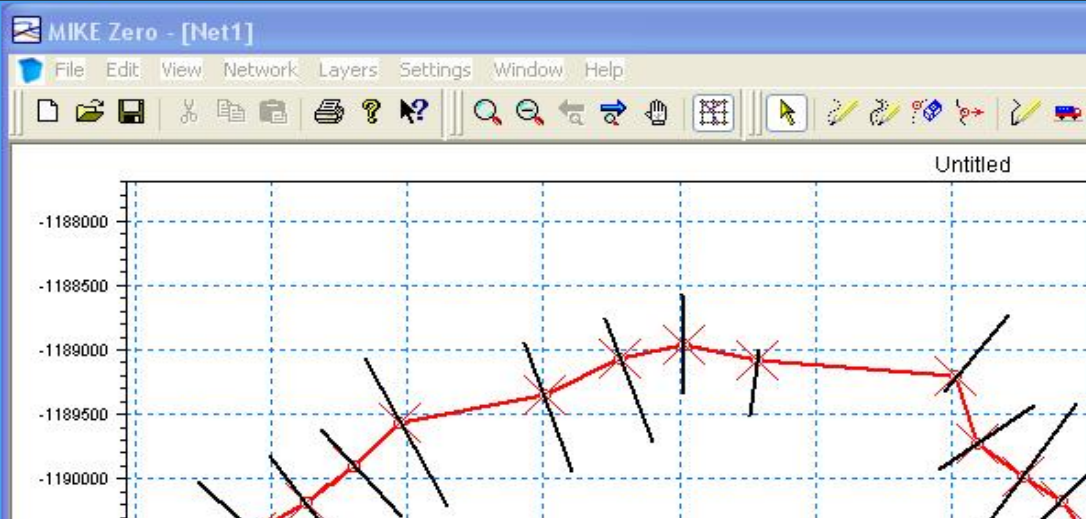 MIKE Zero - [Net1]
File Edit View Network Layers Settings Window Help
Untitled
-1188000
-1188500
-1189000
-1189500
-1190000